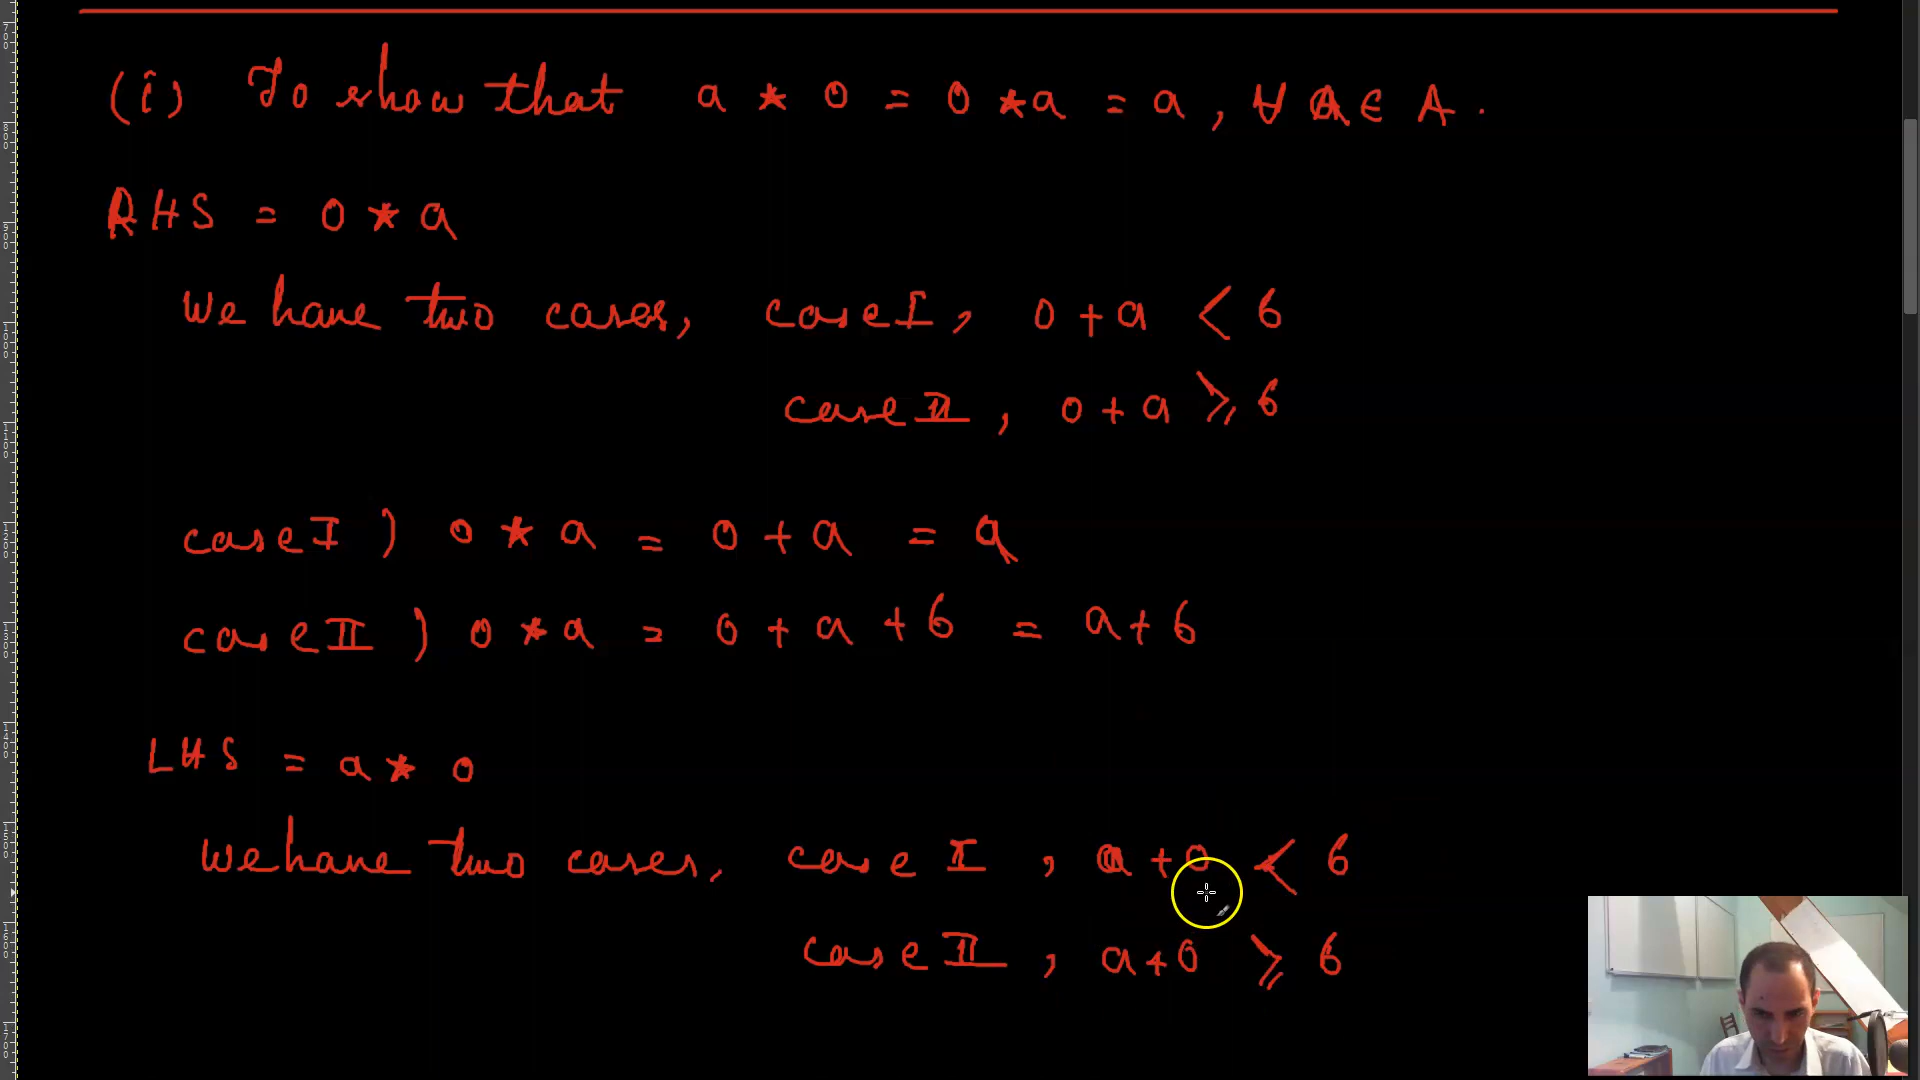 (i) To show that a * 0 = 0 * a = a, ∀ a ∈ A.
RHS = 0 * a
We have two cases, case I, 0 + a < 6
case II, 0 + a ⩾ 6
case I) 0 * a = 0 + a = a
case II) 0 * a = 0 + a + 6 = a + 6
LHS = a * 0
We have two cases, case I, a + 0 < 6
case II, a + 0 ⩾ 6